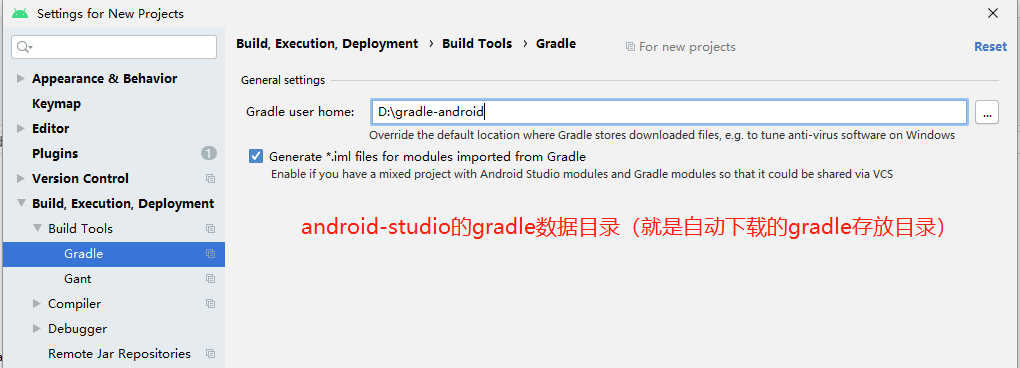 Settings for New Projects
Build, Execution, Deployment › Build Tools › Gradle
For new projects
Reset
Appearance & Behavior
Keymap
Editor
Plugins
1
Version Control
Build, Execution, Deployment
Build Tools
Gradle
Gant
Compiler
Debugger
Remote Jar Repositories
General settings
Gradle user home:
D:\gradle-android
...
Override the default location where Gradle stores downloaded files, e.g. to tune anti-virus software on Windows
Generate *.iml files for modules imported from Gradle
Enable if you have a mixed project with Android Studio modules and Gradle modules so that it could be shared via VCS
android-studio的gradle数据目录（就是自动下载的gradle存放目录）